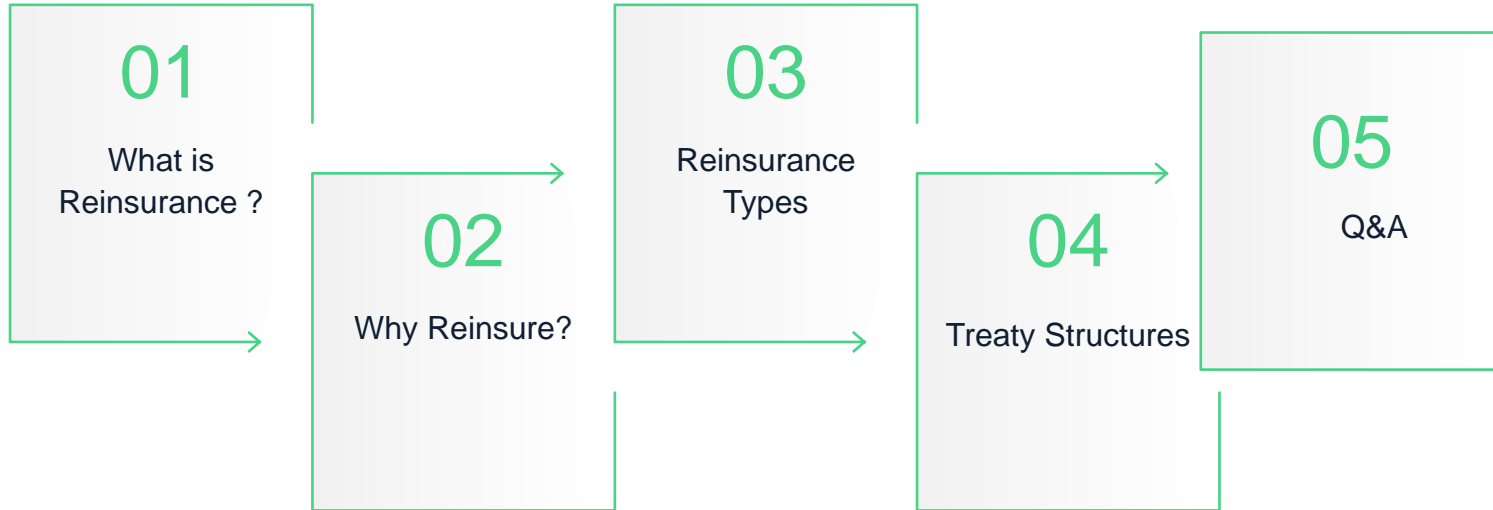 01
What is
Reinsurance ?
02
Why Reinsure?
03
Reinsurance
Types
04
Treaty Structures
05
Q&A